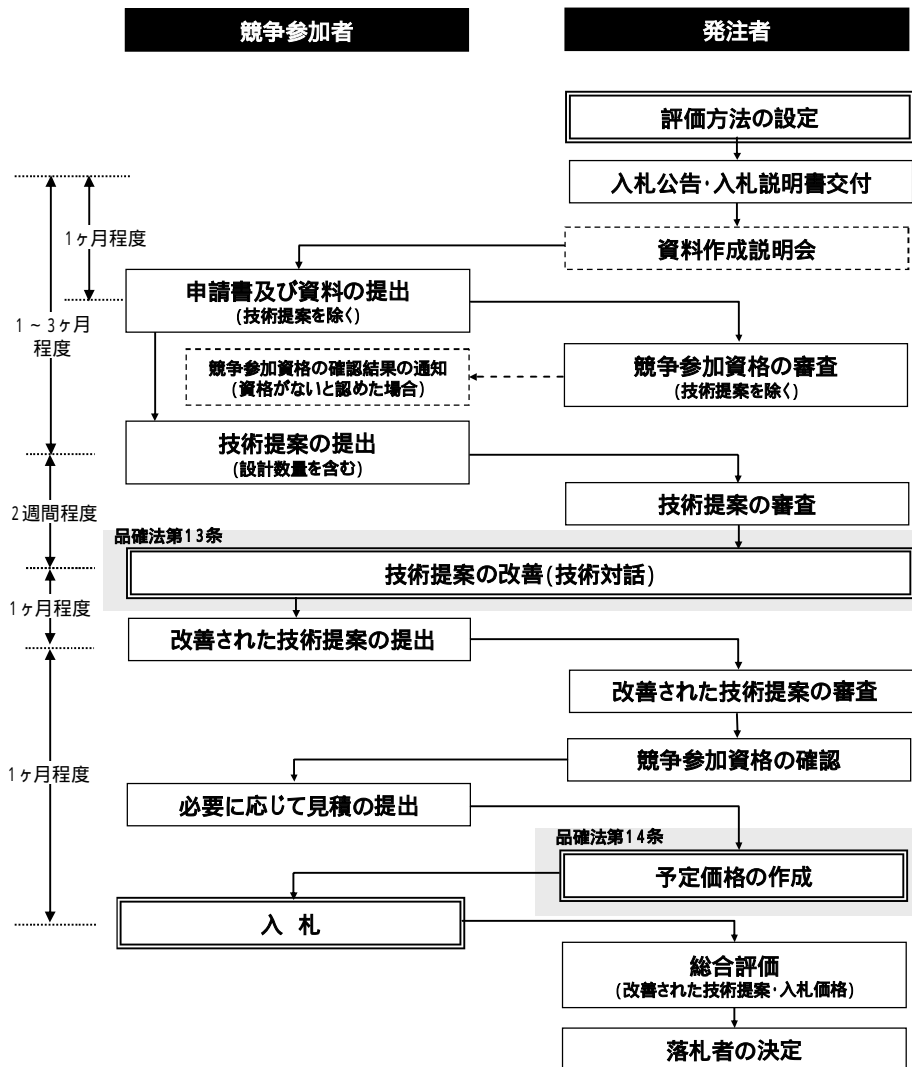 競争参加者
発注者
評価方法の設定
入札公告・入札説明書交付
1ヶ月程度
資料作成説明会
申請書及び資料の提出
(技術提案を除く)
1~3ヶ月
程度
競争参加資格の確認結果の通知
(資格がないと認めた場合)
競争参加資格の審査
(技術提案を除く)
技術提案の提出
(設計数量を含む)
2週間程度
技術提案の審査
品確法第13条
技術提案の改善(技術対話)
1ヶ月程度
改善された技術提案の提出
改善された技術提案の審査
競争参加資格の確認
1ヶ月程度
必要に応じて見積の提出
品確法第14条
予定価格の作成
入 札
総合評価
(改善された技術提案・入札価格)
落札者の決定